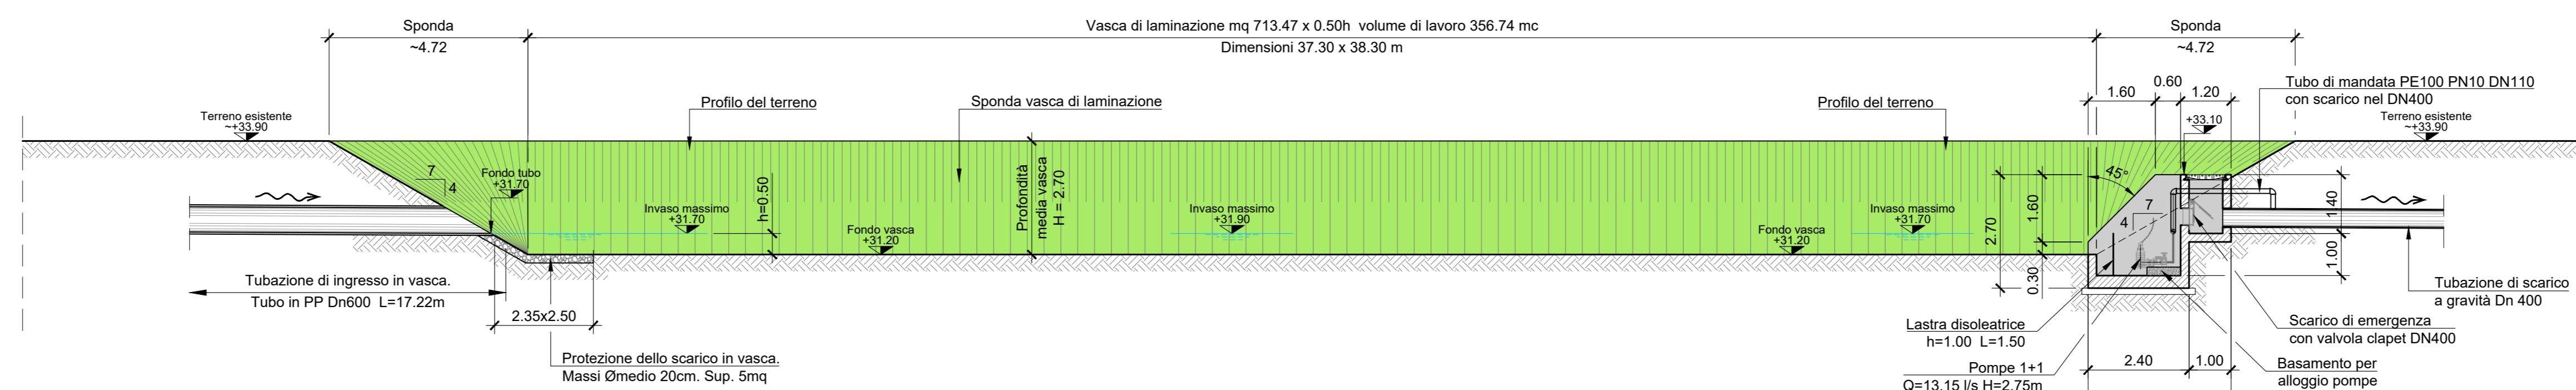 Sponda
~4.72
Vasca di laminazione mq 713.47 x 0.50h volume di lavoro 356.74 mc
Dimensioni 37.30 x 38.30 m
Sponda
~4.72
Terreno esistente
~+33.90
Profilo del terreno
Sponda vasca di laminazione
Profilo del terreno
1.60
0.60
1.20
Tubo di mandata PE100 PN10 DN110
con scarico nel DN400
+33.10
Terreno esistente
~+33.90
7
4
Fondo tubo
+31.70
Invaso massimo
+31.70
h=0.50
Fondo vasca
+31.20
Profondità
media vasca
H = 2.70
Invaso massimo
+31.90
Fondo vasca
+31.20
Invaso massimo
+31.70
2.70
1.60
0.30
45°
7
4
1.40
1.00
Tubazione di ingresso in vasca.
Tubo in PP Dn600 L=17.22m
2.35x2.50
Protezione dello scarico in vasca.
Massi Ømedio 20cm. Sup. 5mq
Lastra disoleatrice
h=1.00 L=1.50
Pompe 1+1
Q=13.15 l/s H=2.75m
2.40
1.00
Tubazione di scarico
a gravità Dn 400
Scarico di emergenza
con valvola clapet DN400
Basamento per
alloggio pompe